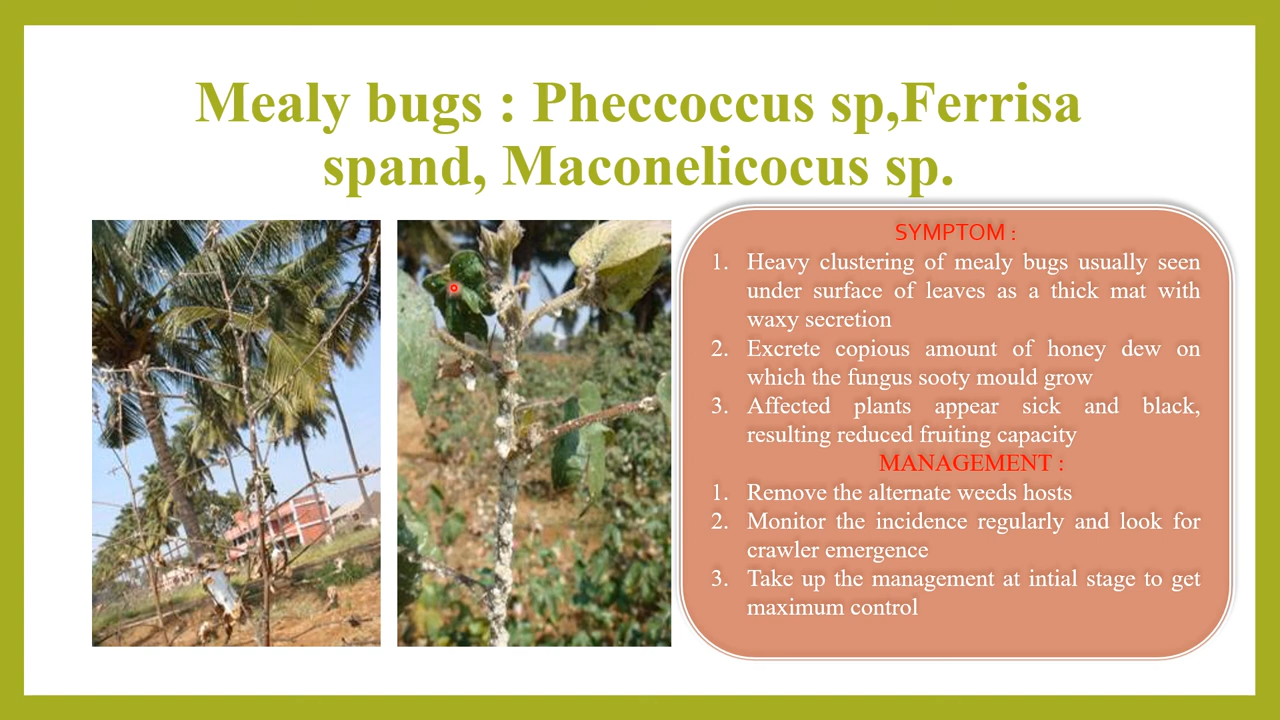 Mealy bugs : Pheccoccus sp,Ferrisa
spand, Maconelicocus sp.
SYMPTOM :
1. Heavy clustering of mealy bugs usually seen
under surface of leaves as a thick mat with
waxy secretion
2. Excrete copious amount of honey dew on
which the fungus sooty mould grow
3. Affected plants appear sick and black,
resulting reduced fruiting capacity
MANAGEMENT :
1. Remove the alternate weeds hosts
2. Monitor the incidence regularly and look for
crawler emergence
3. Take up the management at intial stage to get
maximum control